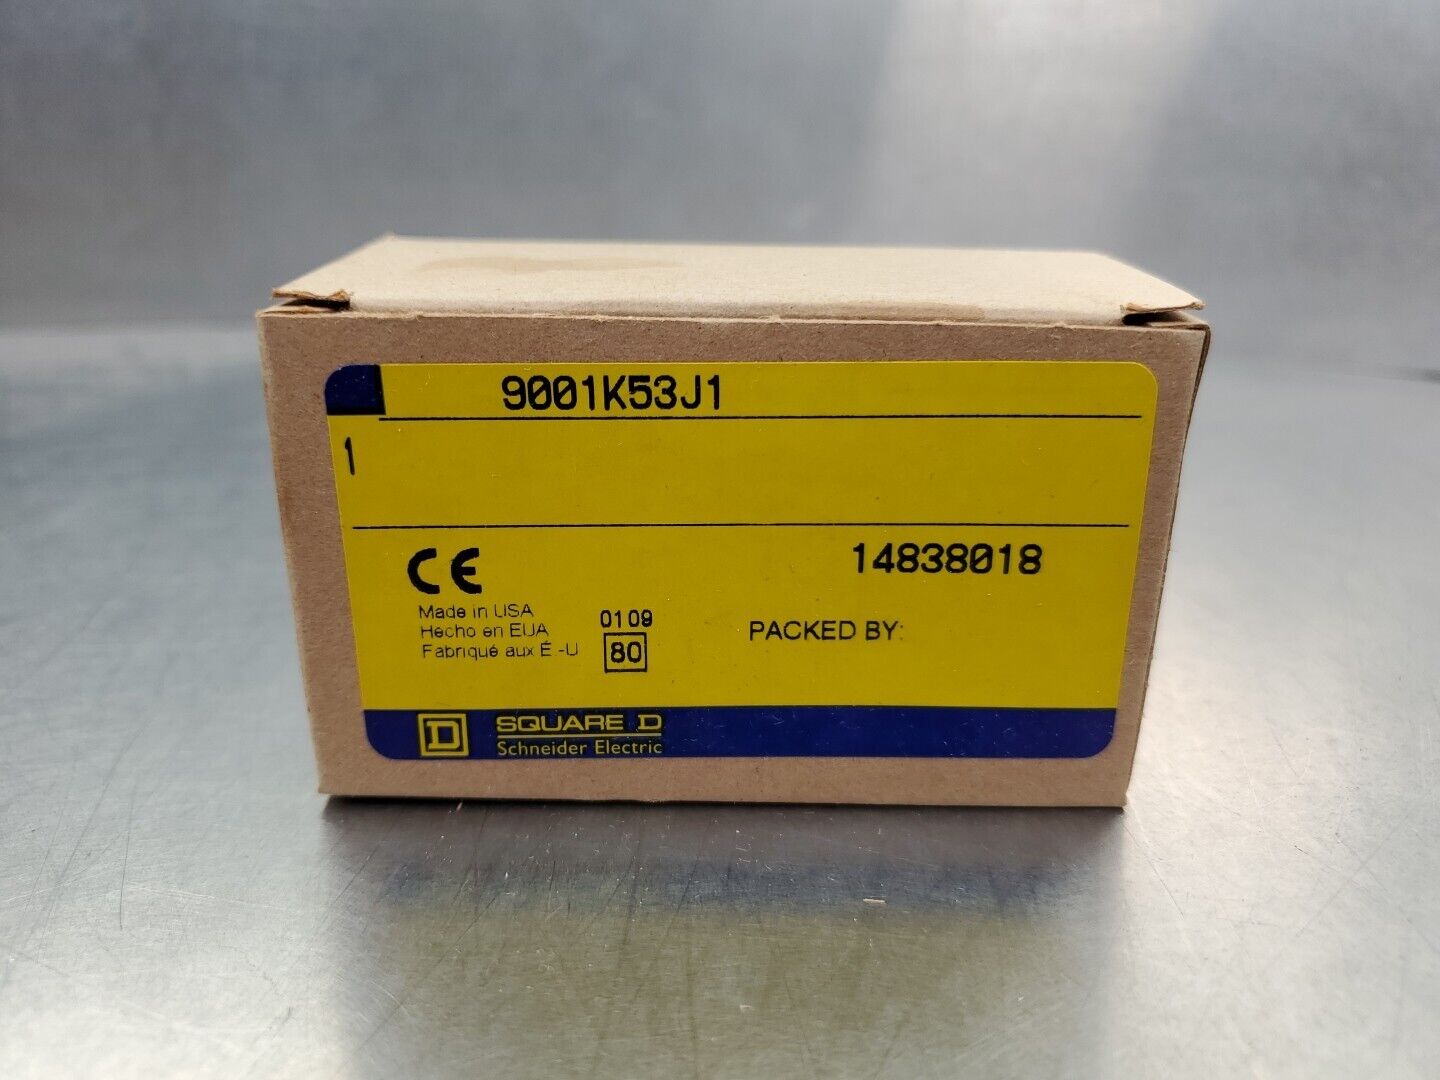 9001K53J1
1
14838018
CE
Made in USA
Hecho en EUA
Fabriqué aux É-U
0109
80
PACKED BY:
D
SQUARE D
Schneider Electric